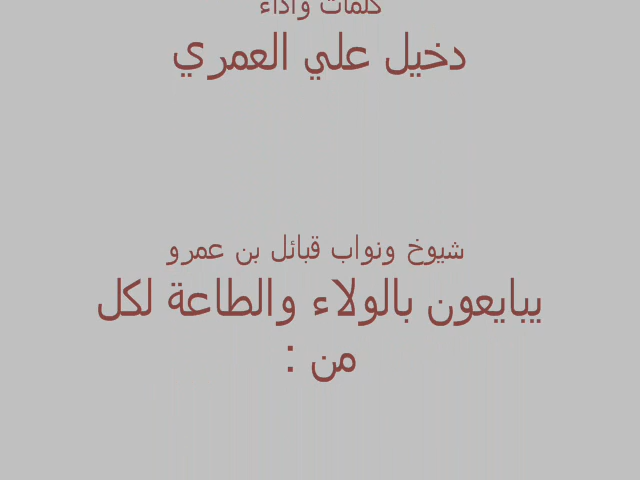 كلمات وأداء
دخيل علي العمري
شيوخ ونواب قبائل بن عمرو
يبايعون بالولاء والطاعة لكل
من :